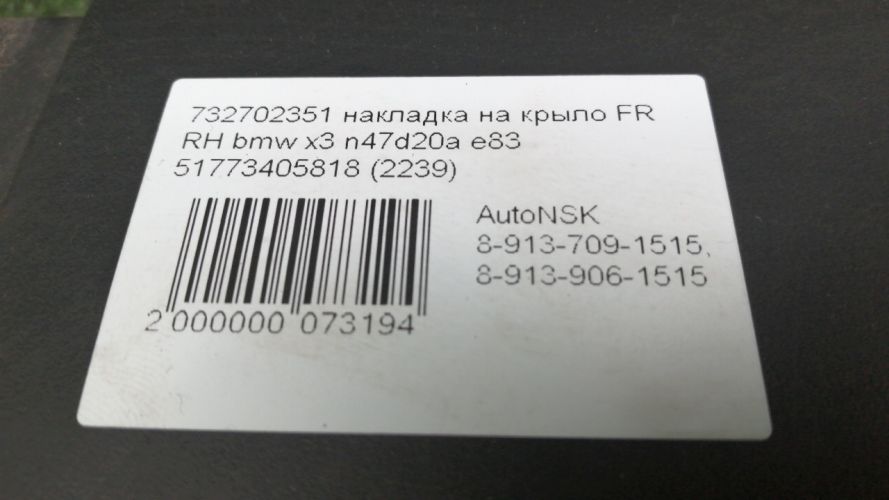 732702351 накладка на крыло FR
RH bmw x3 n47d20a e83
51773405818 (2239)
AutoNSK
8-913-709-1515,
8-913-906-1515
2 000000 073194